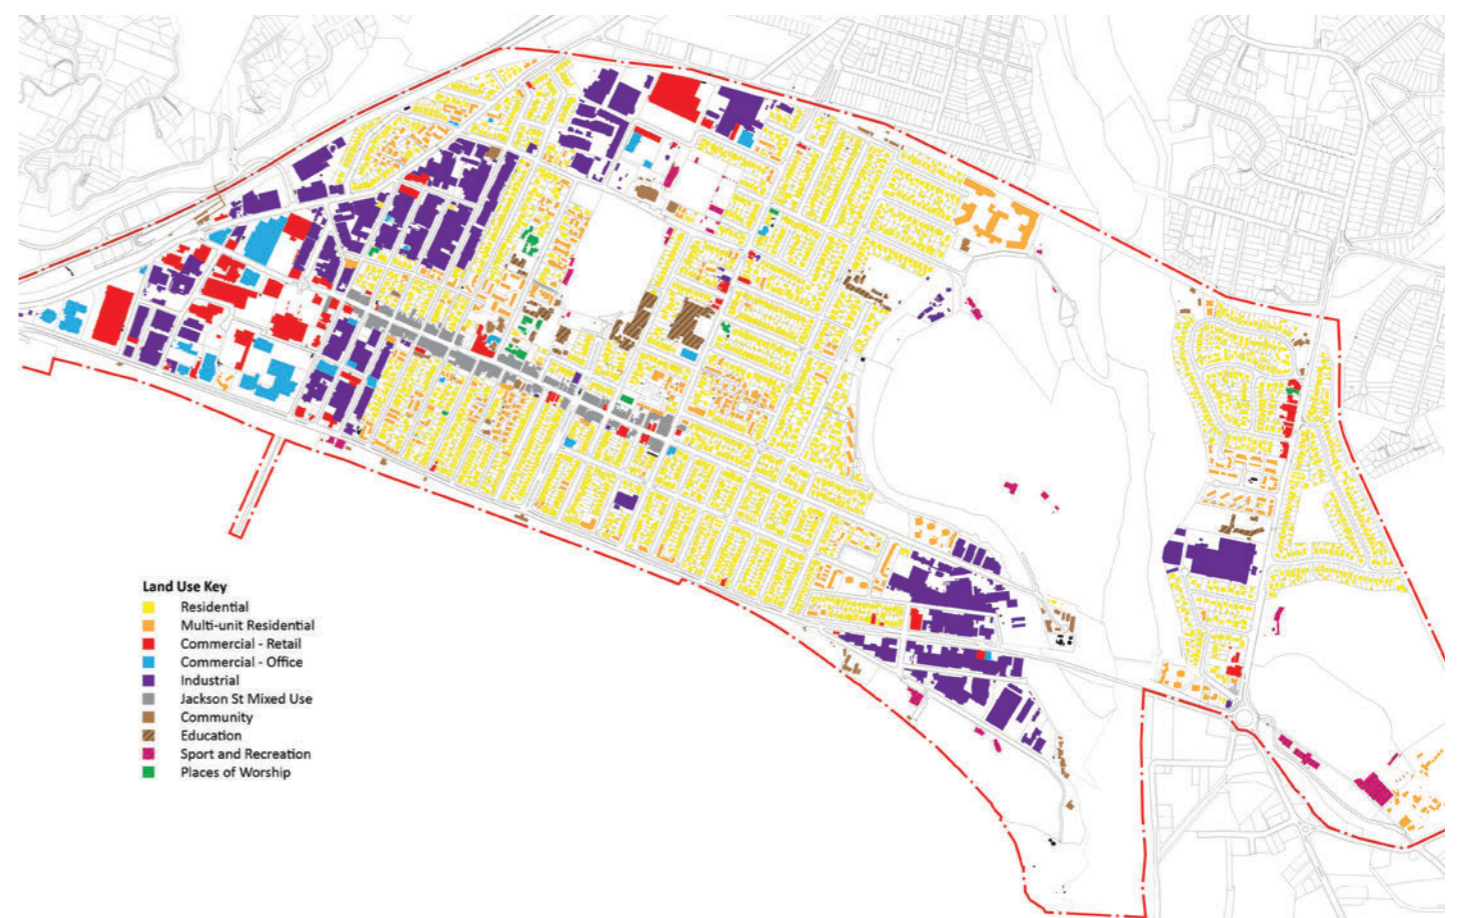 Land Use Key
Residential
Multi-unit Residential
Commercial - Retail
Commercial - Office
Industrial
Jackson St Mixed Use
Community
Education
Sport and Recreation
Places of Worship